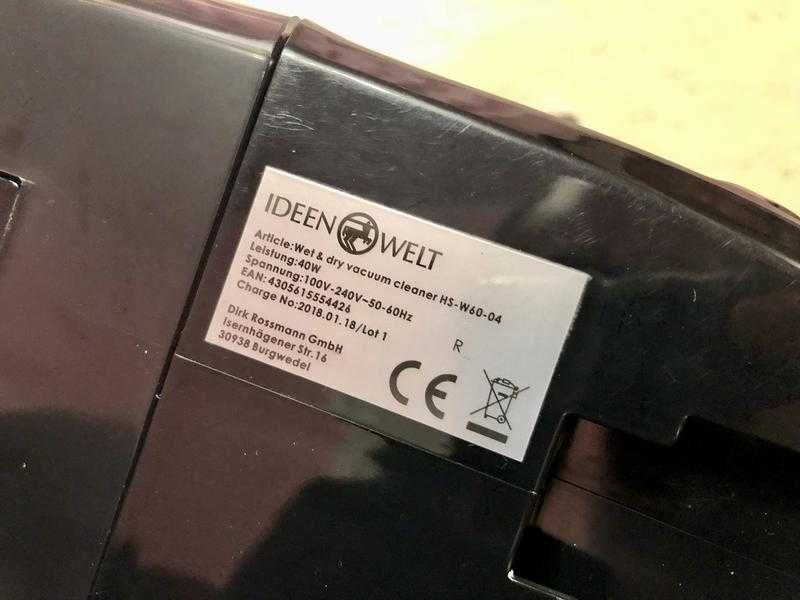 IDEEN WELT
Article:Wet & dry vacuum cleaner HS-W60-04
Leistung:40W
Spannung:100V-240V~50-60Hz
EAN:4305615554426
Charge No:2018.01.18/Lot 1
R
Dirk Rossmann GmbH
Isernhägener Str.16
30938 Burgwedel
CE